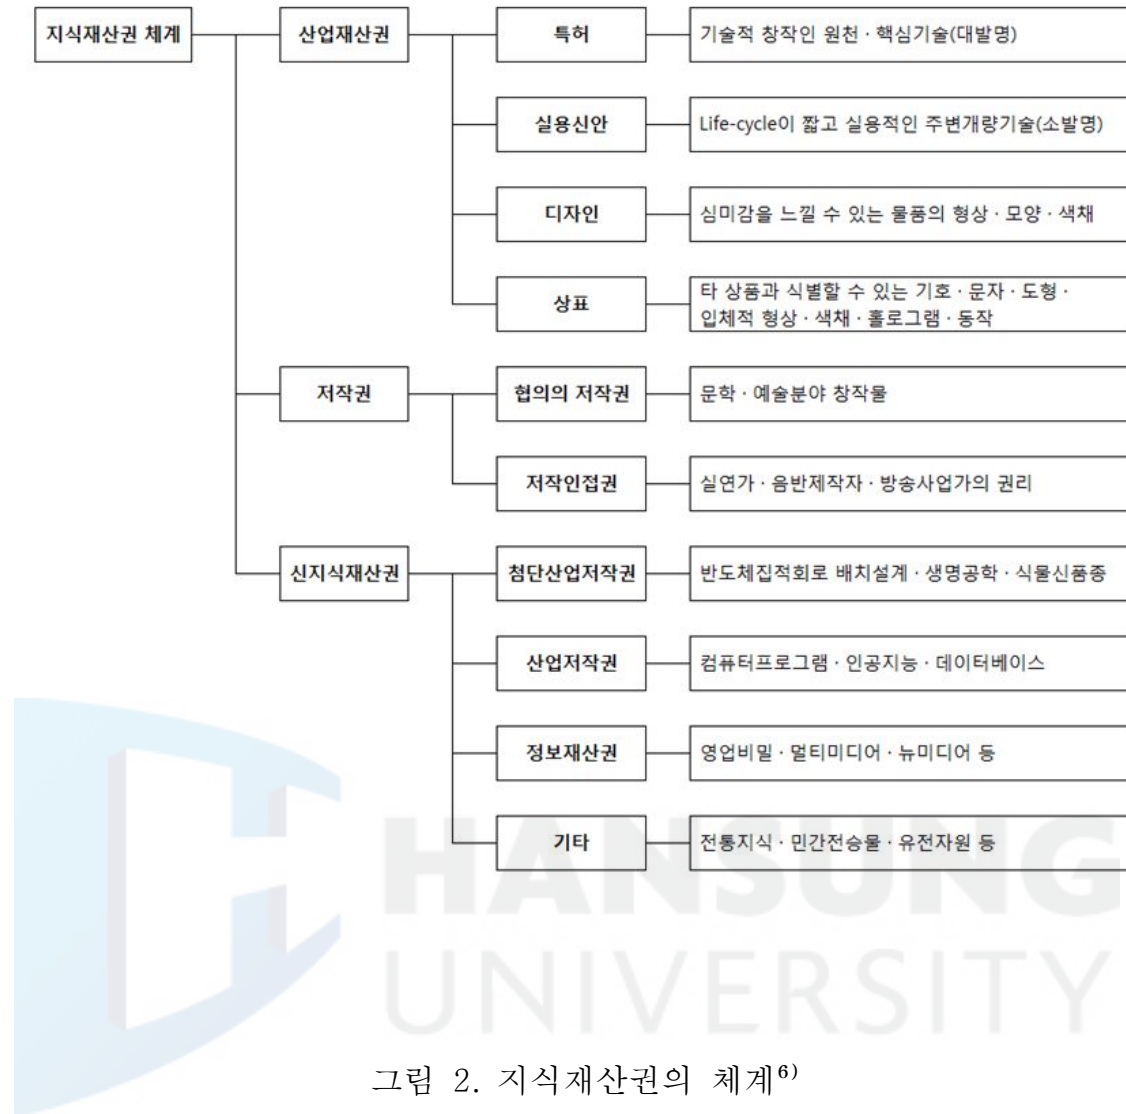 지식재산권 체계
산업재산권
특허
기술적 창작인 원천 · 핵심기술(대발명)
실용신안
Life-cycle이 짧고 실용적인 주변개량기술(소발명)
디자인
심미감을 느낄 수 있는 물품의 형상 · 모양 · 색채
상표
타 상품과 식별할 수 있는 기호 · 문자 · 도형 ·
입체적 형상 · 색채 · 홀로그램 · 동작
저작권
협의의 저작권
문학 · 예술분야 창작물
저작인접권
실연가 · 음반제작자 · 방송사업가의 권리
신지식재산권
첨단산업저작권
반도체집적회로 배치설계 · 생명공학 · 식물신품종
산업저작권
컴퓨터프로그램 · 인공지능 · 데이터베이스
정보재산권
영업비밀 · 멀티미디어 · 뉴미디어 등
기타
전통지식 · 민간전승물 · 유전자원 등
HANSUNG
UNIVERSITY
그림 2. 지식재산권의 체계6)